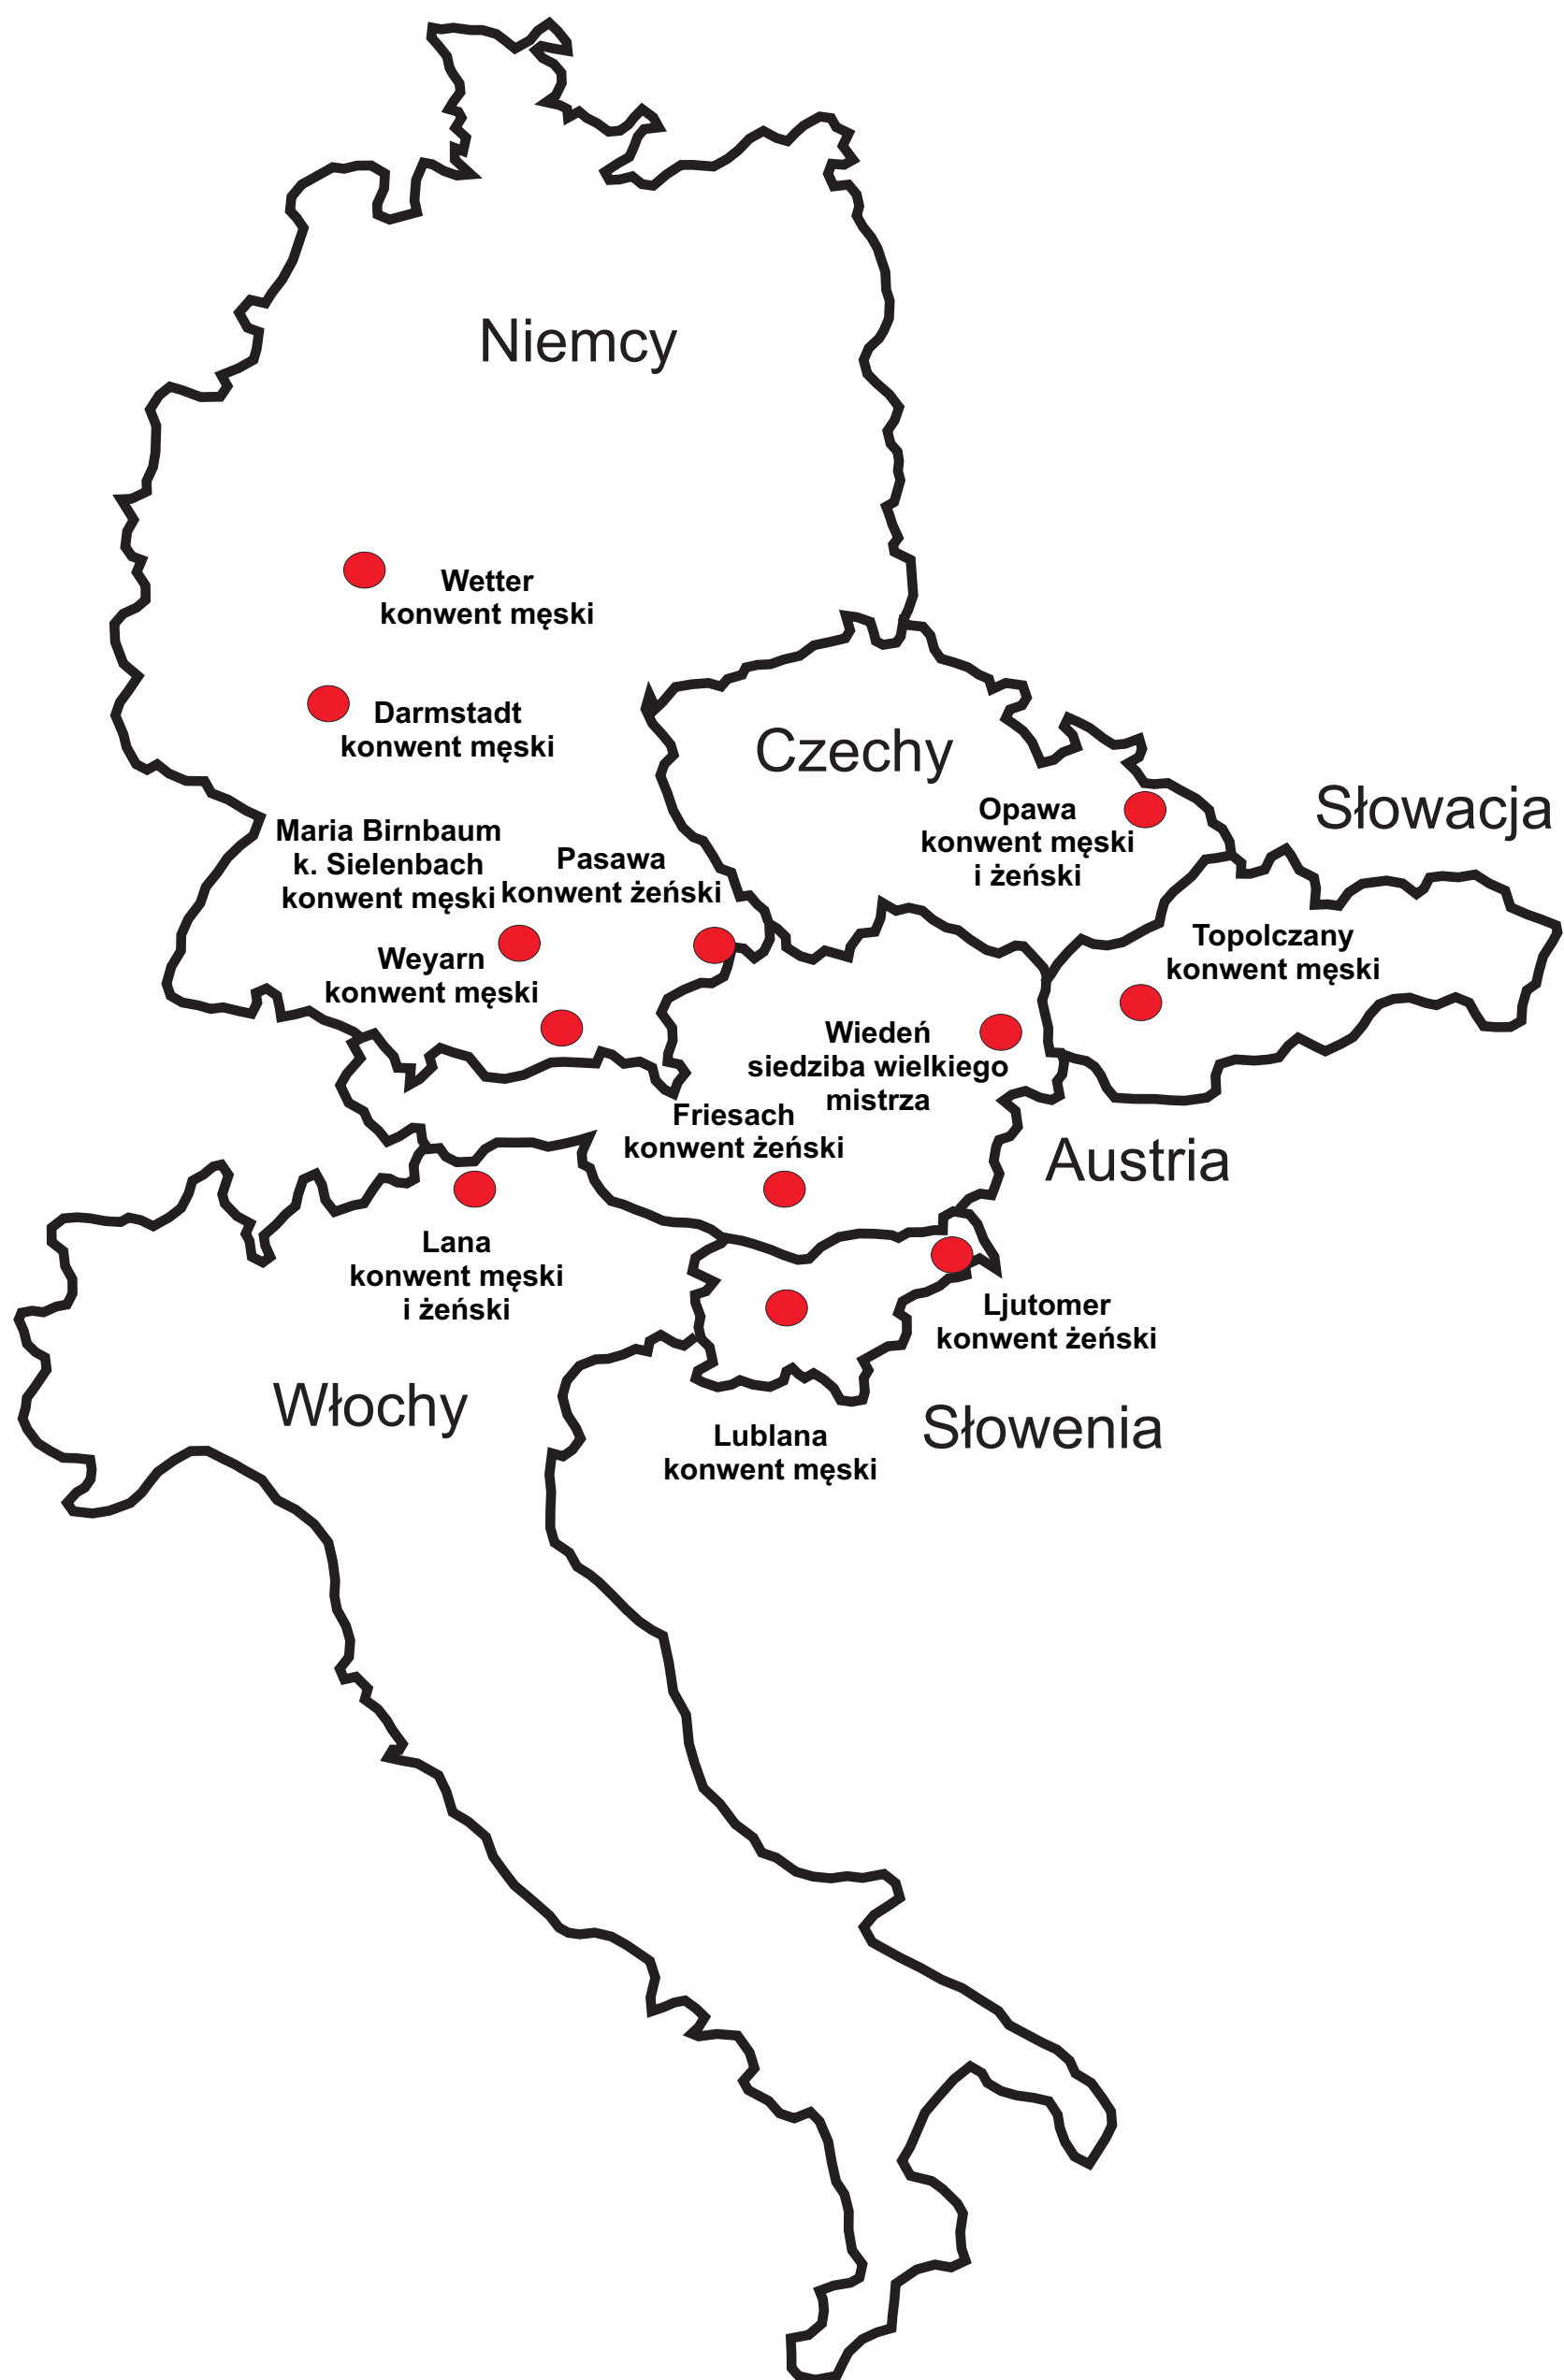 Niemcy
Wetter
konwent męski
Darmstadt
konwent męski
Czechy
Słowacja
Opawa
konwent męski
i żeński
Maria Birnbaum
k. Sielenbach
konwent męski
Pasawa
konwent żeński
Weyarn
konwent męski
Topolczany
konwent męski
Wiedeń
siedziba wielkiego
mistrza
Friesach
konwent żeński
Austria
Lana
konwent męski
i żeński
Ljutomer
konwent żeński
Włochy
Słowenia
Lublana
konwent męski